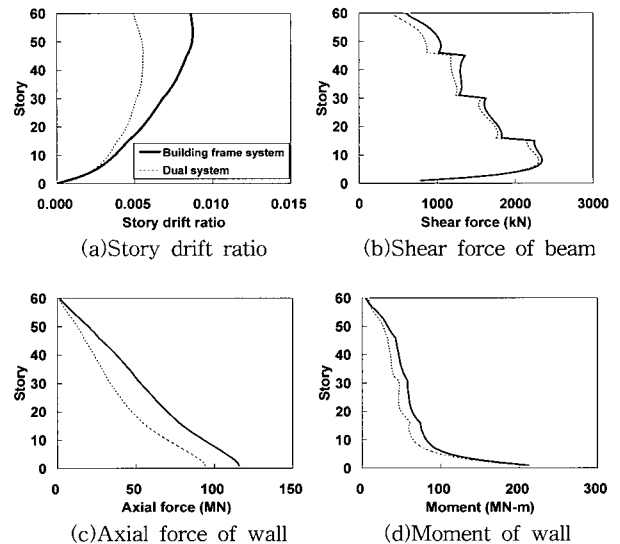 60
50
40
30
20
10
0
Story
Building frame system
Dual system
0.000 0.005 0.010 0.015
Story drift ratio
(a)Story drift ratio
60
50
40
30
20
10
0
Story
0 1000 2000 3000
Shear force (kN)
(b)Shear force of beam
60
50
40
30
20
10
0
Story
0 50 100 150
Axial force (MN)
(c)Axial force of wall
60
50
40
30
20
10
0
Story
0 100 200 300
Moment (MN-m)
(d)Moment of wall